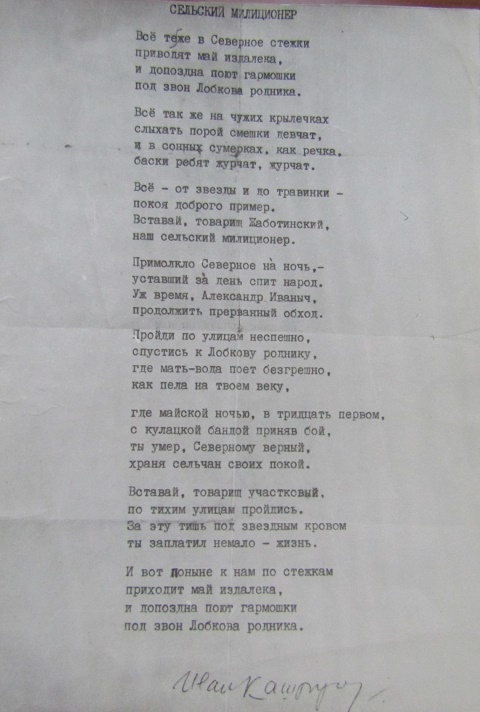 СЕЛЬСКИЙ МИЛИЦИОНЕР
Всё те же в Северное стежки
приводят май издалека,
и допоздна поют гармошки
под звон Лобкова родника.
Всё так же на чужих крылечках
слыхать порой смешки девчат,
и в сонных сумерках, как речка,
баски ребят журчат, журчат.
Всё - от звезды и до травинки -
покоя доброго пример.
Вставай, товарищ Жаботинский,
наш сельский милиционер.
Примолкло Северное на ночь,-
уставший за день спит народ.
Уж время, Александр Иваныч,
продолжить прерванный обход.
Пройди по улицам неспешно,
спустись к Лобкову роднику,
где мать-вода поет безгрешно,
как пела на твоем веку,
где майской ночью, в тридцать первом,
с кулацкой бандой приняв бой,
ты умер, Северному верный,
храня сельчан своих покой.
Вставай, товарищ участковый,
по тихим улицам пройдись.
За эту тишь под звездным кровом
ты заплатил немало - жизнь.
И вот поныне к нам по стежкам
приходит май издалека,
и допоздна поют гармошки
под звон Лобкова родника.